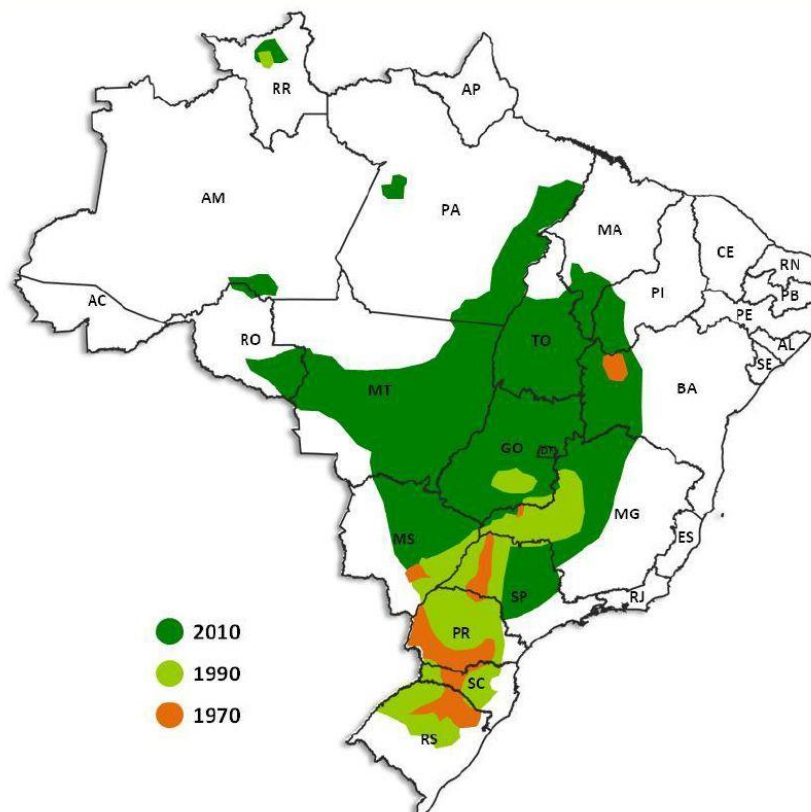 RR
AP
AM
PA
MA
CE
RN
PB
PE
PI
AC
AL
SE
RO
TO
BA
MT
GO
DF
MG
MS
ES
SP
RJ
PR
SC
RS
2010
1990
1970